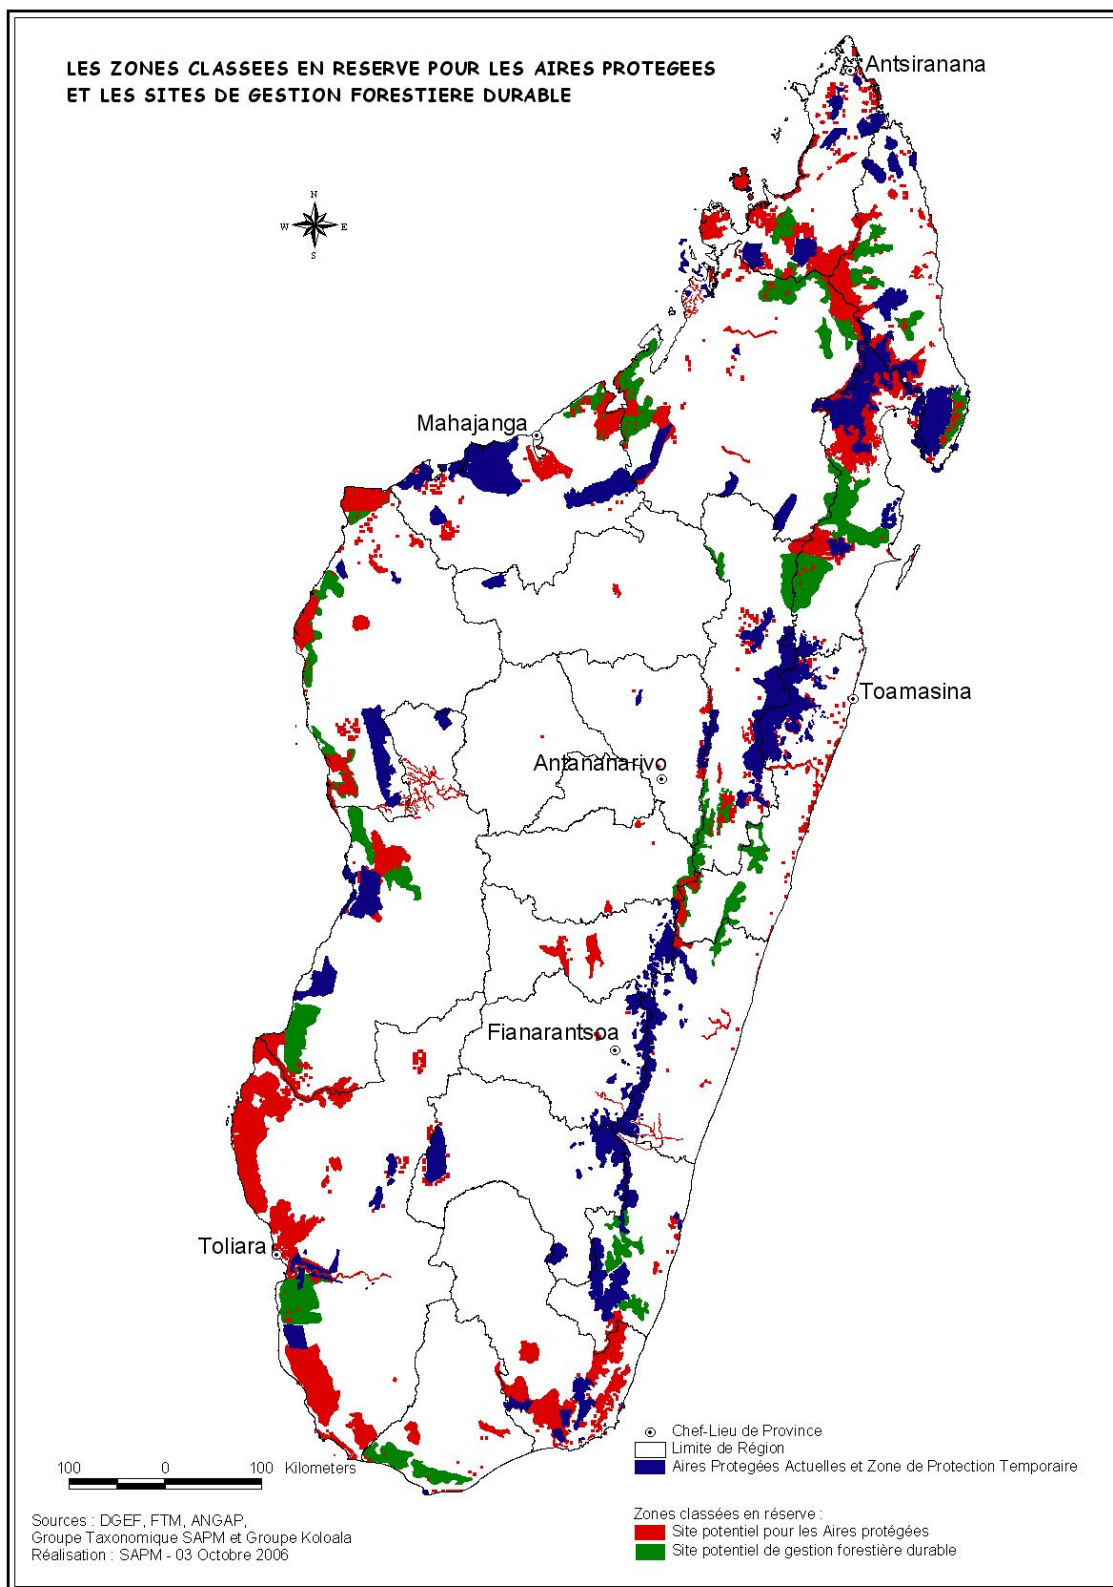 LES ZONES CLASSEES EN RESERVE POUR LES AIRES PROTEGEES
ET LES SITES DE GESTION FORESTIERE DURABLE
Antsiranana
N
W E
S
Mahajanga
Toamasina
Antananarivo
Fianarantsoa
Toliara
Chef-Lieu de Province
Limite de Région
Aires Protegées Actuelles et Zone de Protection Temporaire
100 0 100 Kilometers
Zones classées en réserve :
Site potentiel pour les Aires protégées
Site potentiel de gestion forestière durable
Sources : DGEF, FTM, ANGAP,
Groupe Taxonomique SAPM et Groupe Koloala
Réalisation : SAPM - 03 Octobre 2006